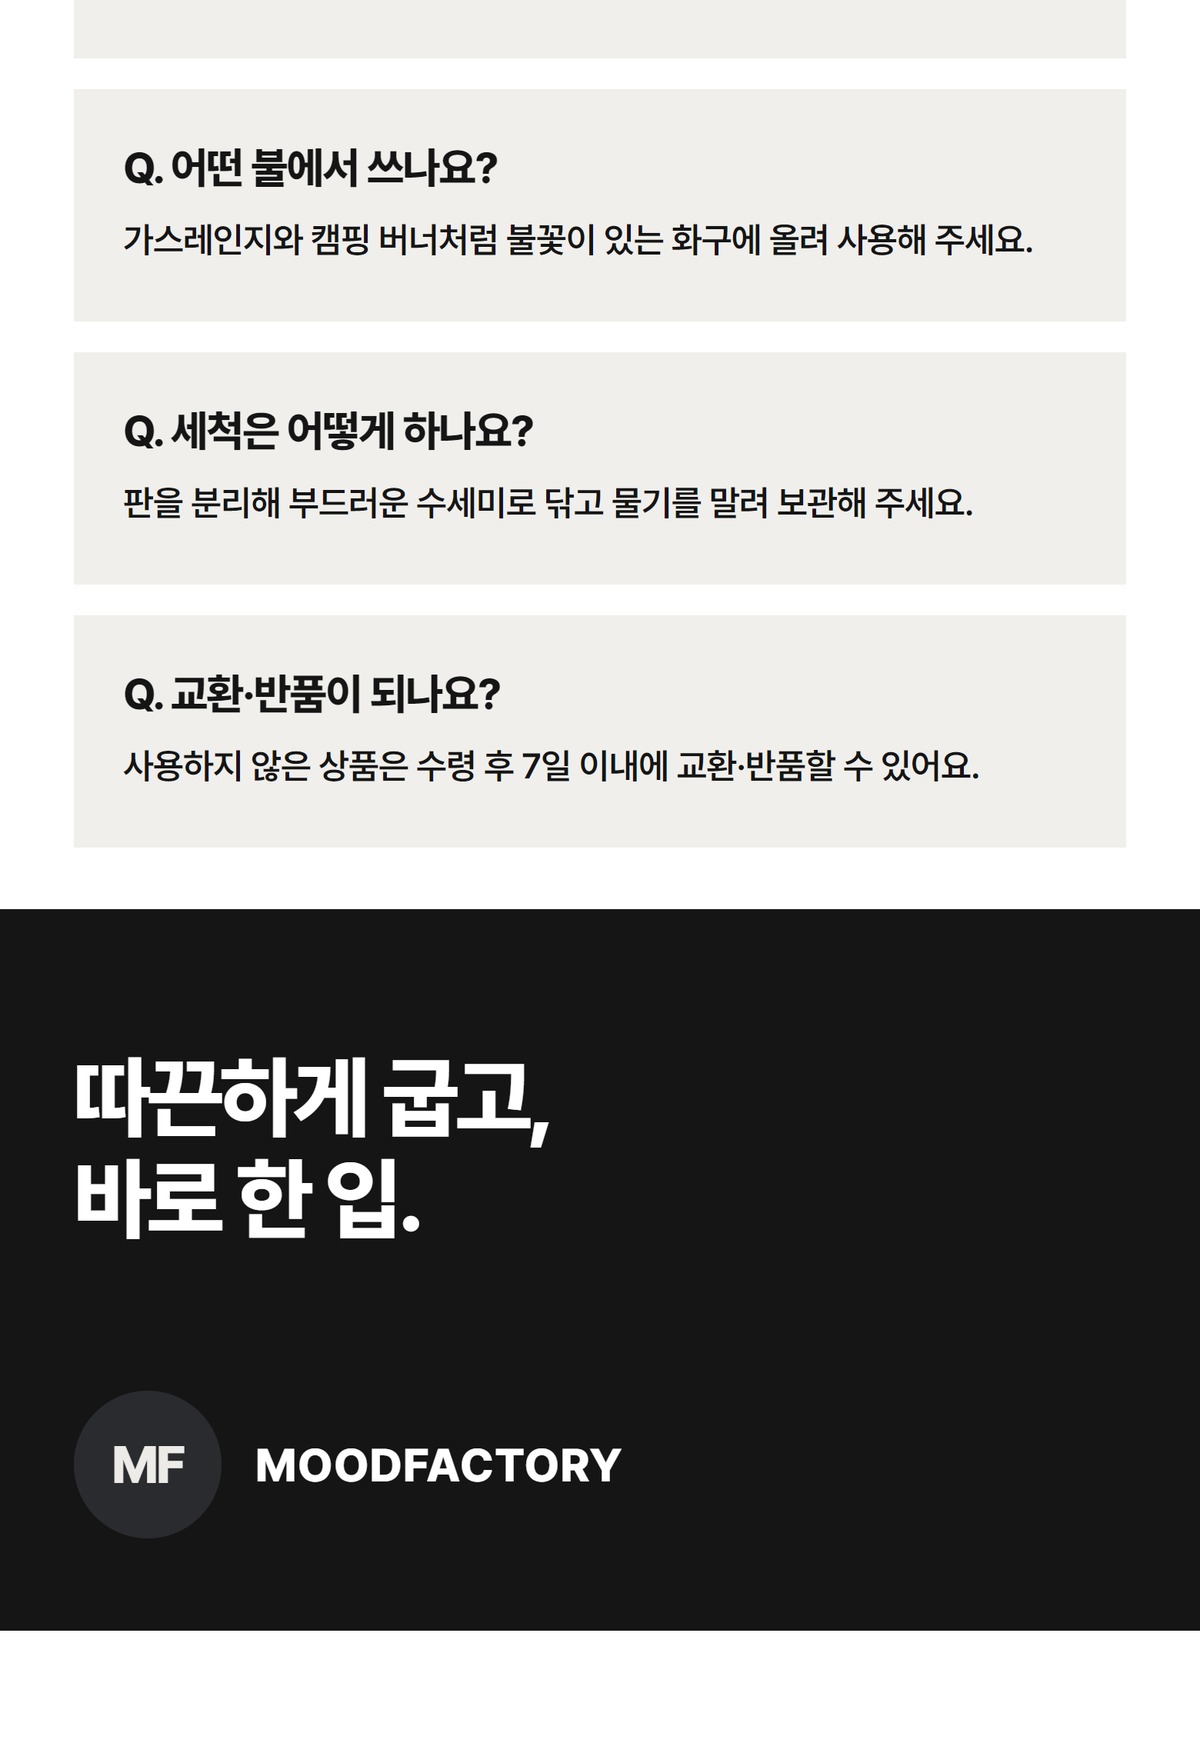 Q. 어떤 불에서 쓰나요?
가스레인지와 캠핑 버너처럼 불꽃이 있는 화구에 올려 사용해 주세요.
Q. 세척은 어떻게 하나요?
판을 분리해 부드러운 수세미로 닦고 물기를 말려 보관해 주세요.
Q. 교환·반품이 되나요?
사용하지 않은 상품은 수령 후 7일 이내에 교환·반품할 수 있어요.
따끈하게 굽고,
바로 한 입.
MF
MOODFACTORY